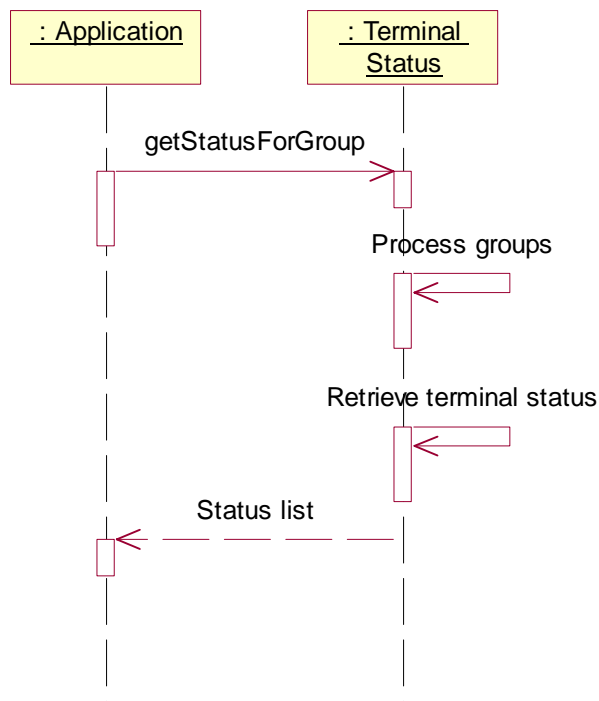 : Application
: Terminal
Status
getStatusForGroup
Process groups
Retrieve terminal status
Status list